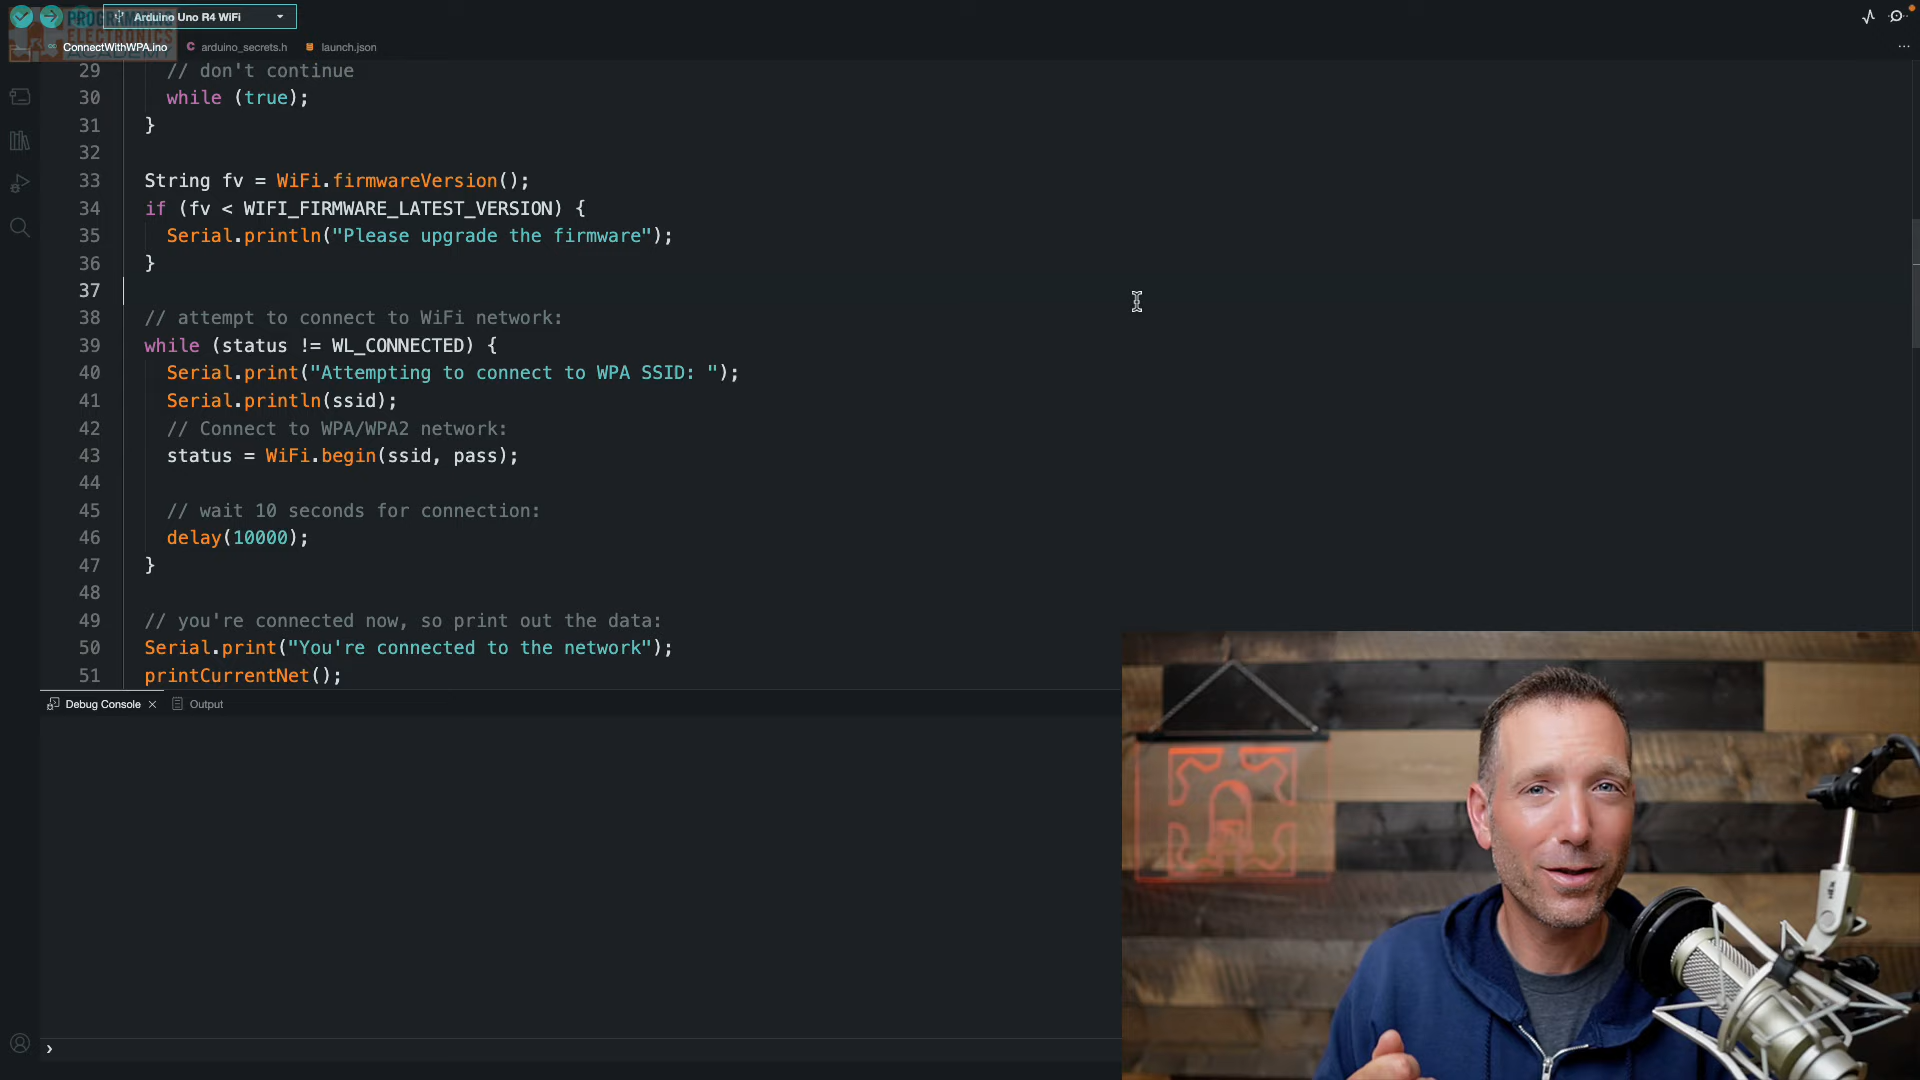 PROGRAMMING
ELECTRONICS
ACADEMY
Arduino Uno R4 WiFi
ConnectWithWPA.ino
arduino_secrets.h
launch.json
29 // don't continue
30 while (true);
31 }
32
33 String fv = WiFi.firmwareVersion();
34 if (fv < WIFI_FIRMWARE_LATEST_VERSION) {
35 Serial.println("Please upgrade the firmware");
36 }
37
38 // attempt to connect to WiFi network:
39 while (status != WL_CONNECTED) {
40 Serial.print("Attempting to connect to WPA SSID: ");
41 Serial.println(ssid);
42 // Connect to WPA/WPA2 network:
43 status = WiFi.begin(ssid, pass);
44
45 // wait 10 seconds for connection:
46 delay(10000);
47 }
48
49 // you're connected now, so print out the data:
50 Serial.print("You're connected to the network");
51 printCurrentNet();
Debug Console
Output